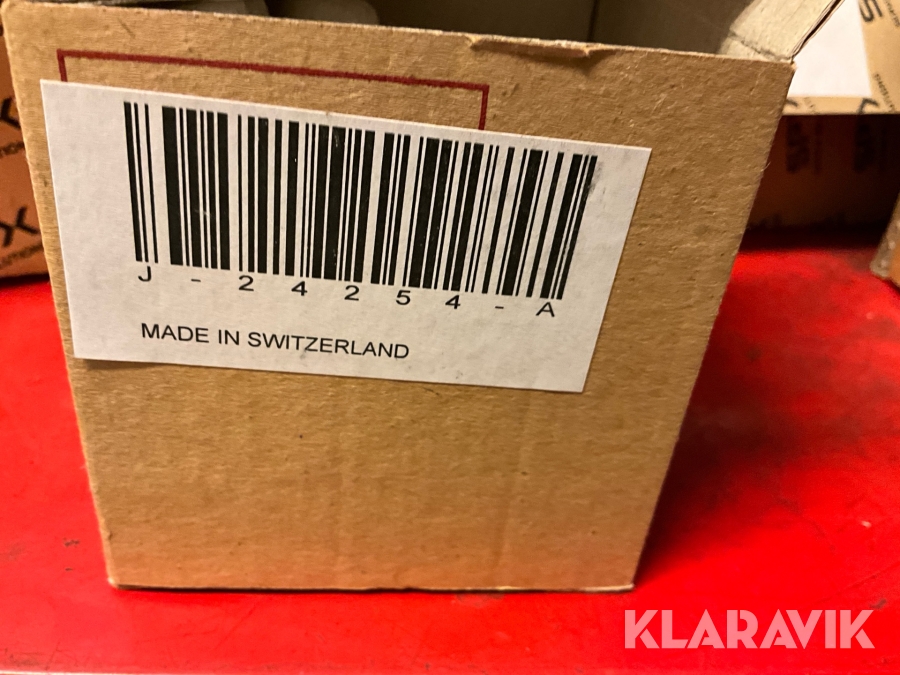 J-24254-A
MADE IN SWITZERLAND
KLARAVIK